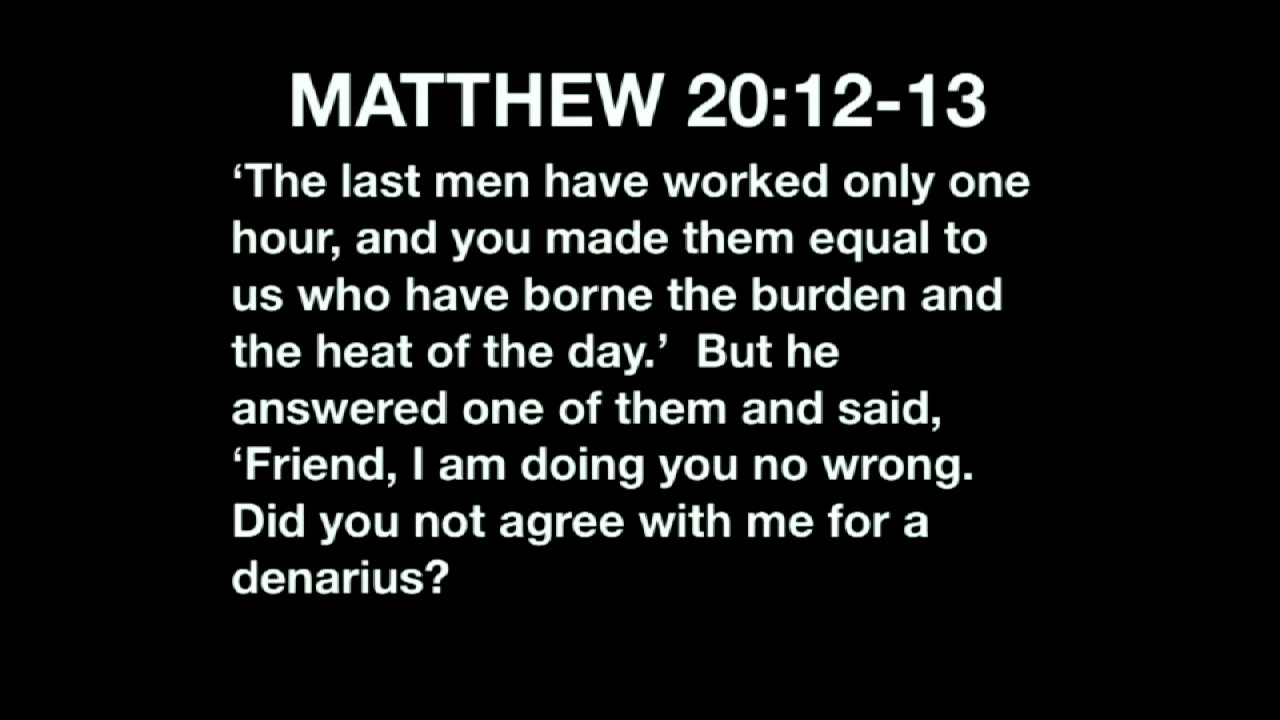 MATTHEW 20:12-13
‘The last men have worked only one
hour, and you made them equal to
us who have borne the burden and
the heat of the day.’  But he
answered one of them and said,
‘Friend, I am doing you no wrong.
Did you not agree with me for a
denarius?